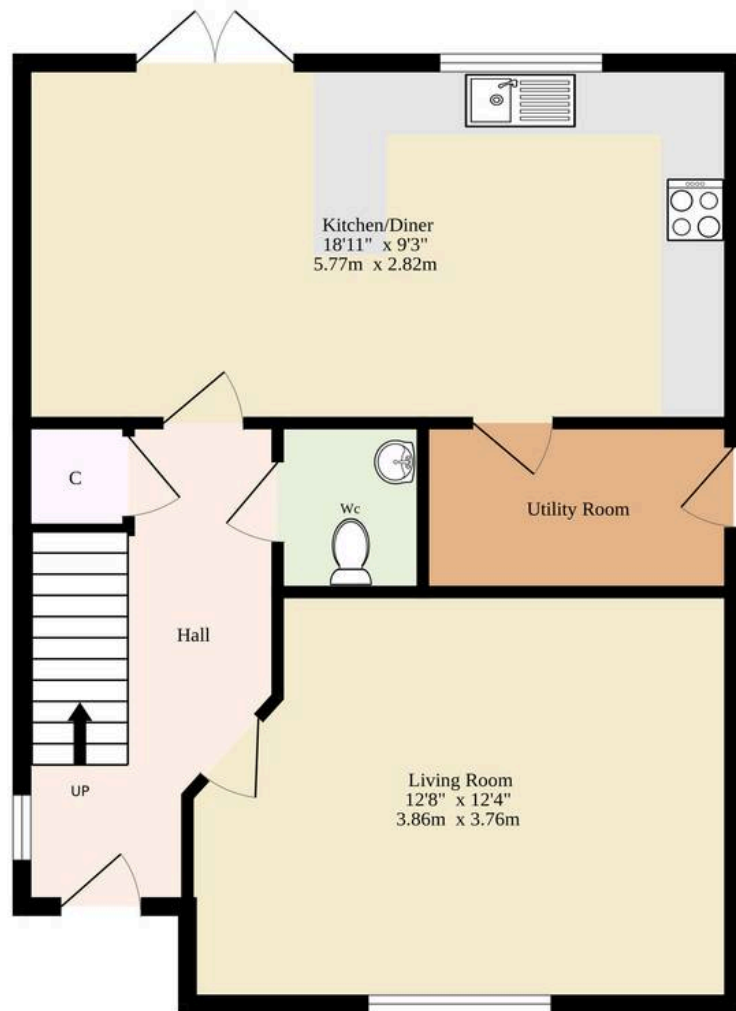 Kitchen/Diner
18'11" x 9'3"
5.77m x 2.82m
C
Wc
Utility Room
Hall
UP
Living Room
12'8" x 12'4"
3.86m x 3.76m